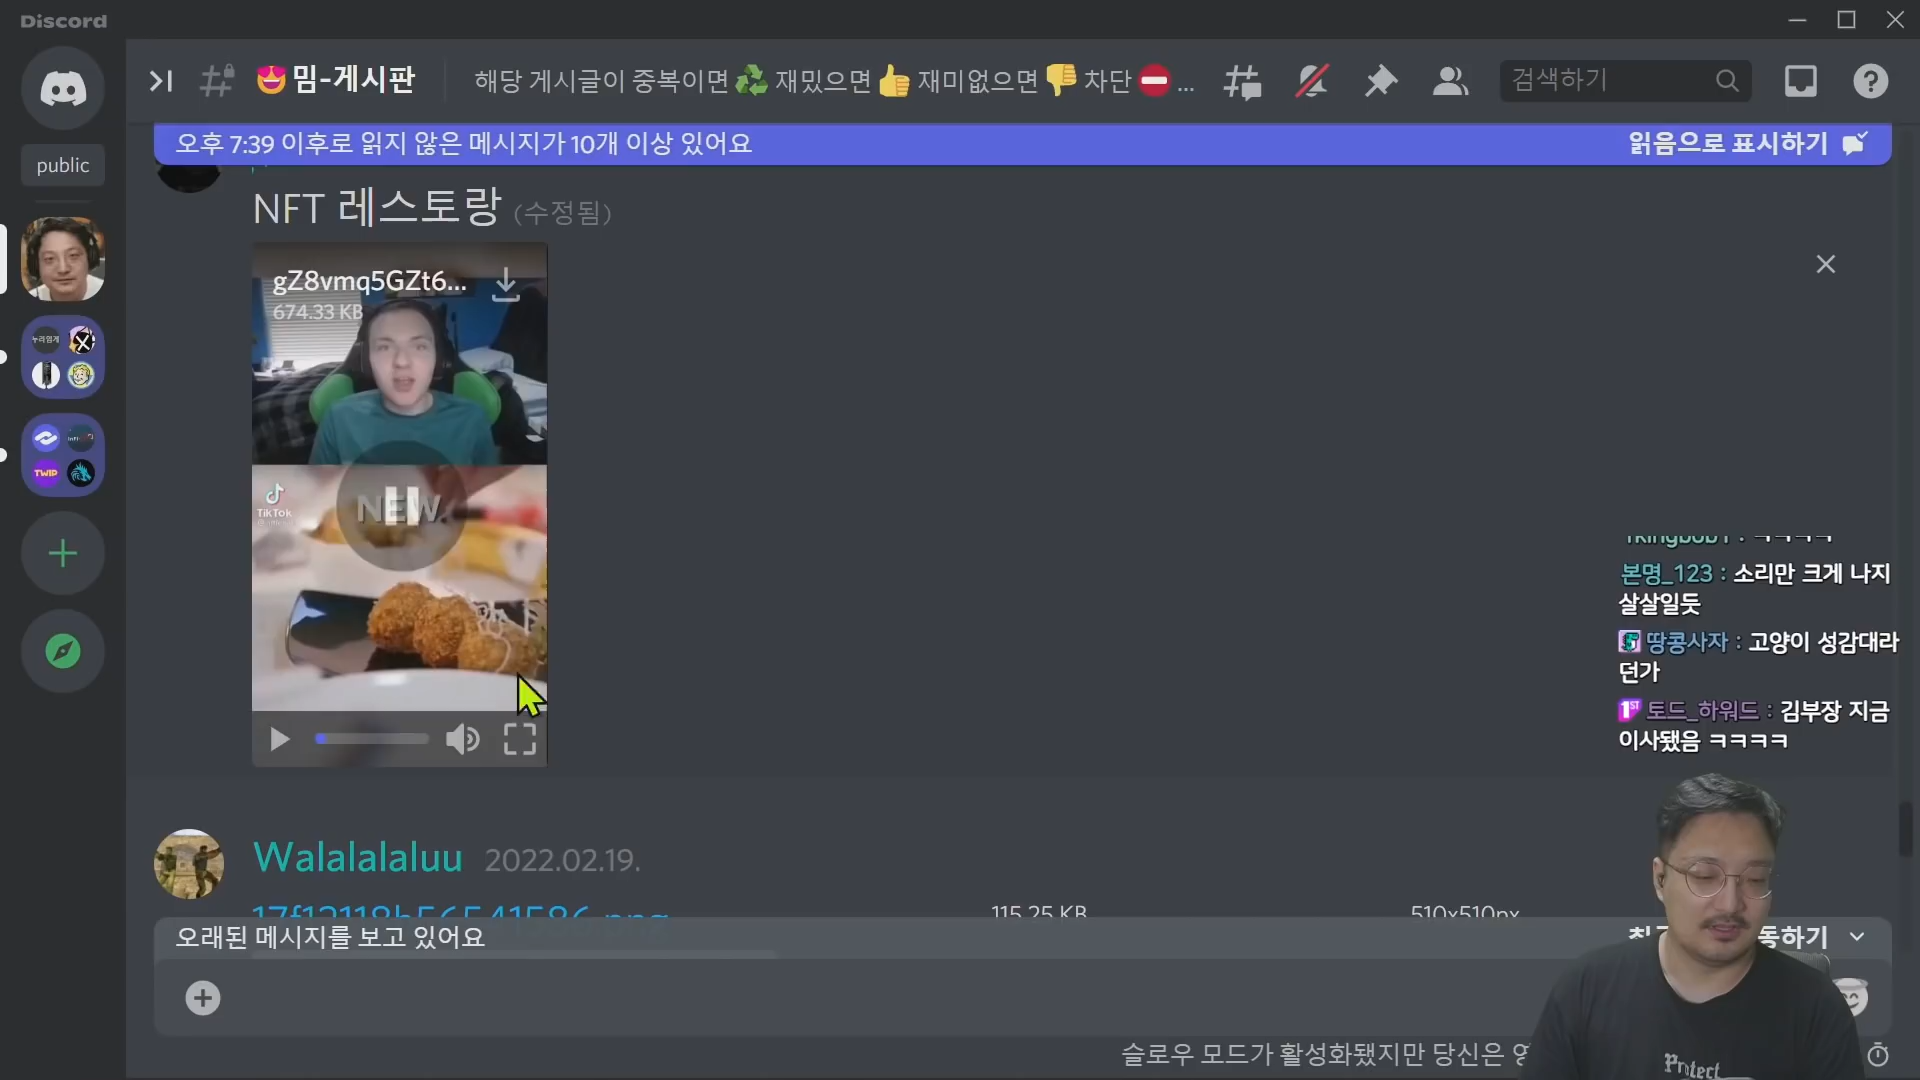 Discord
public
😍밈-게시판
해당 게시글이 중복이면♻️ 재밌으면👍 재미없으면👎 차단⛔ ...
검색하기
오후 7:39 이후로 읽지 않은 메시지가 10개 이상 있어요
읽음으로 표시하기
NFT 레스토랑 (수정됨)
gZ8vmq5GZt6...
674.33 KB
TikTok
NEW
TWIP
본명_123 : 소리만 크게 나지
살살일듯
땅콩사자 : 고양이 성감대라
던가
1ST 토드_하워드 : 김부장 지금
이사됐음 ㅋㅋㅋㅋ
Walalalaluu 2022.02.19.
17f12118b56541586.png
115.25 KB
510x510px
오래된 메시지를 보고 있어요
동하기
슬로우 모드가 활성화됐지만 당신은
Protect